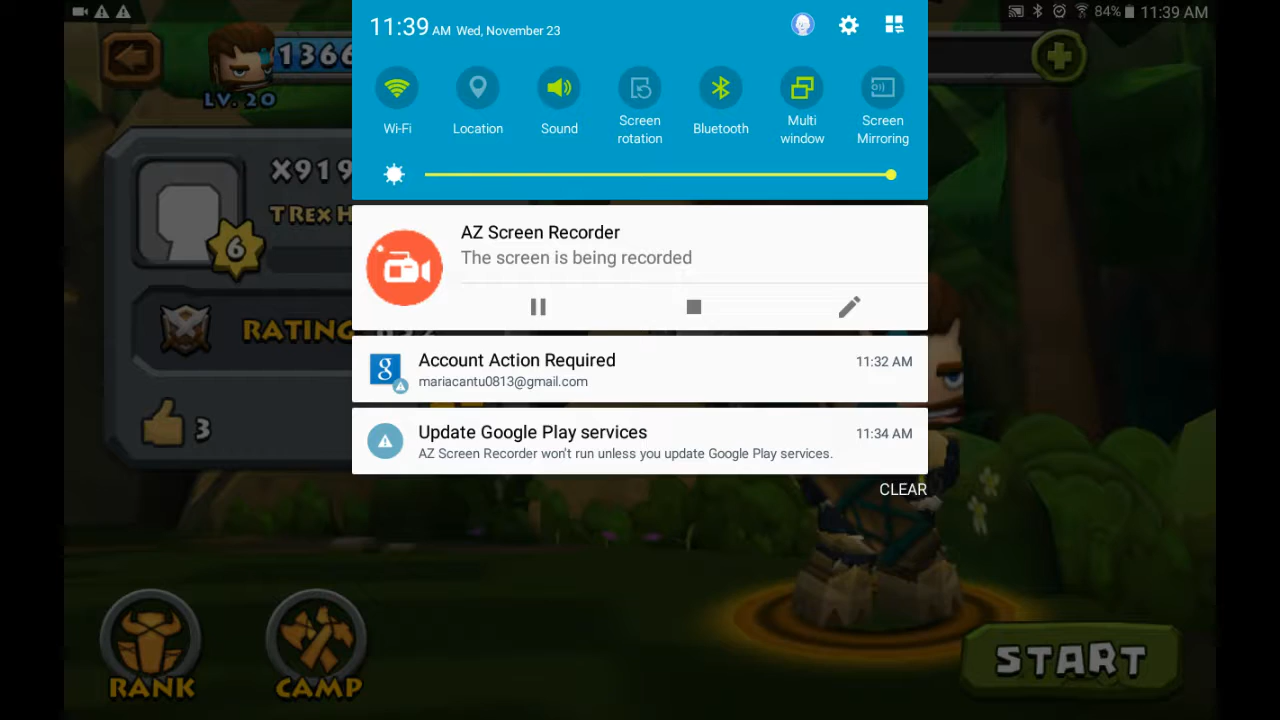 84% 11:39 AM
11:39 AM Wed, November 23
Wi-Fi
Location
Sound
Screen
rotation
Bluetooth
Multi
window
Screen
Mirroring
1366
LV. 20
X919
T REX H
6
RATING
3
AZ Screen Recorder
The screen is being recorded
Account Action Required
11:32 AM
mariacantu0813@gmail.com
Update Google Play services
11:34 AM
AZ Screen Recorder won't run unless you update Google Play services.
CLEAR
RANK
CAMP
START